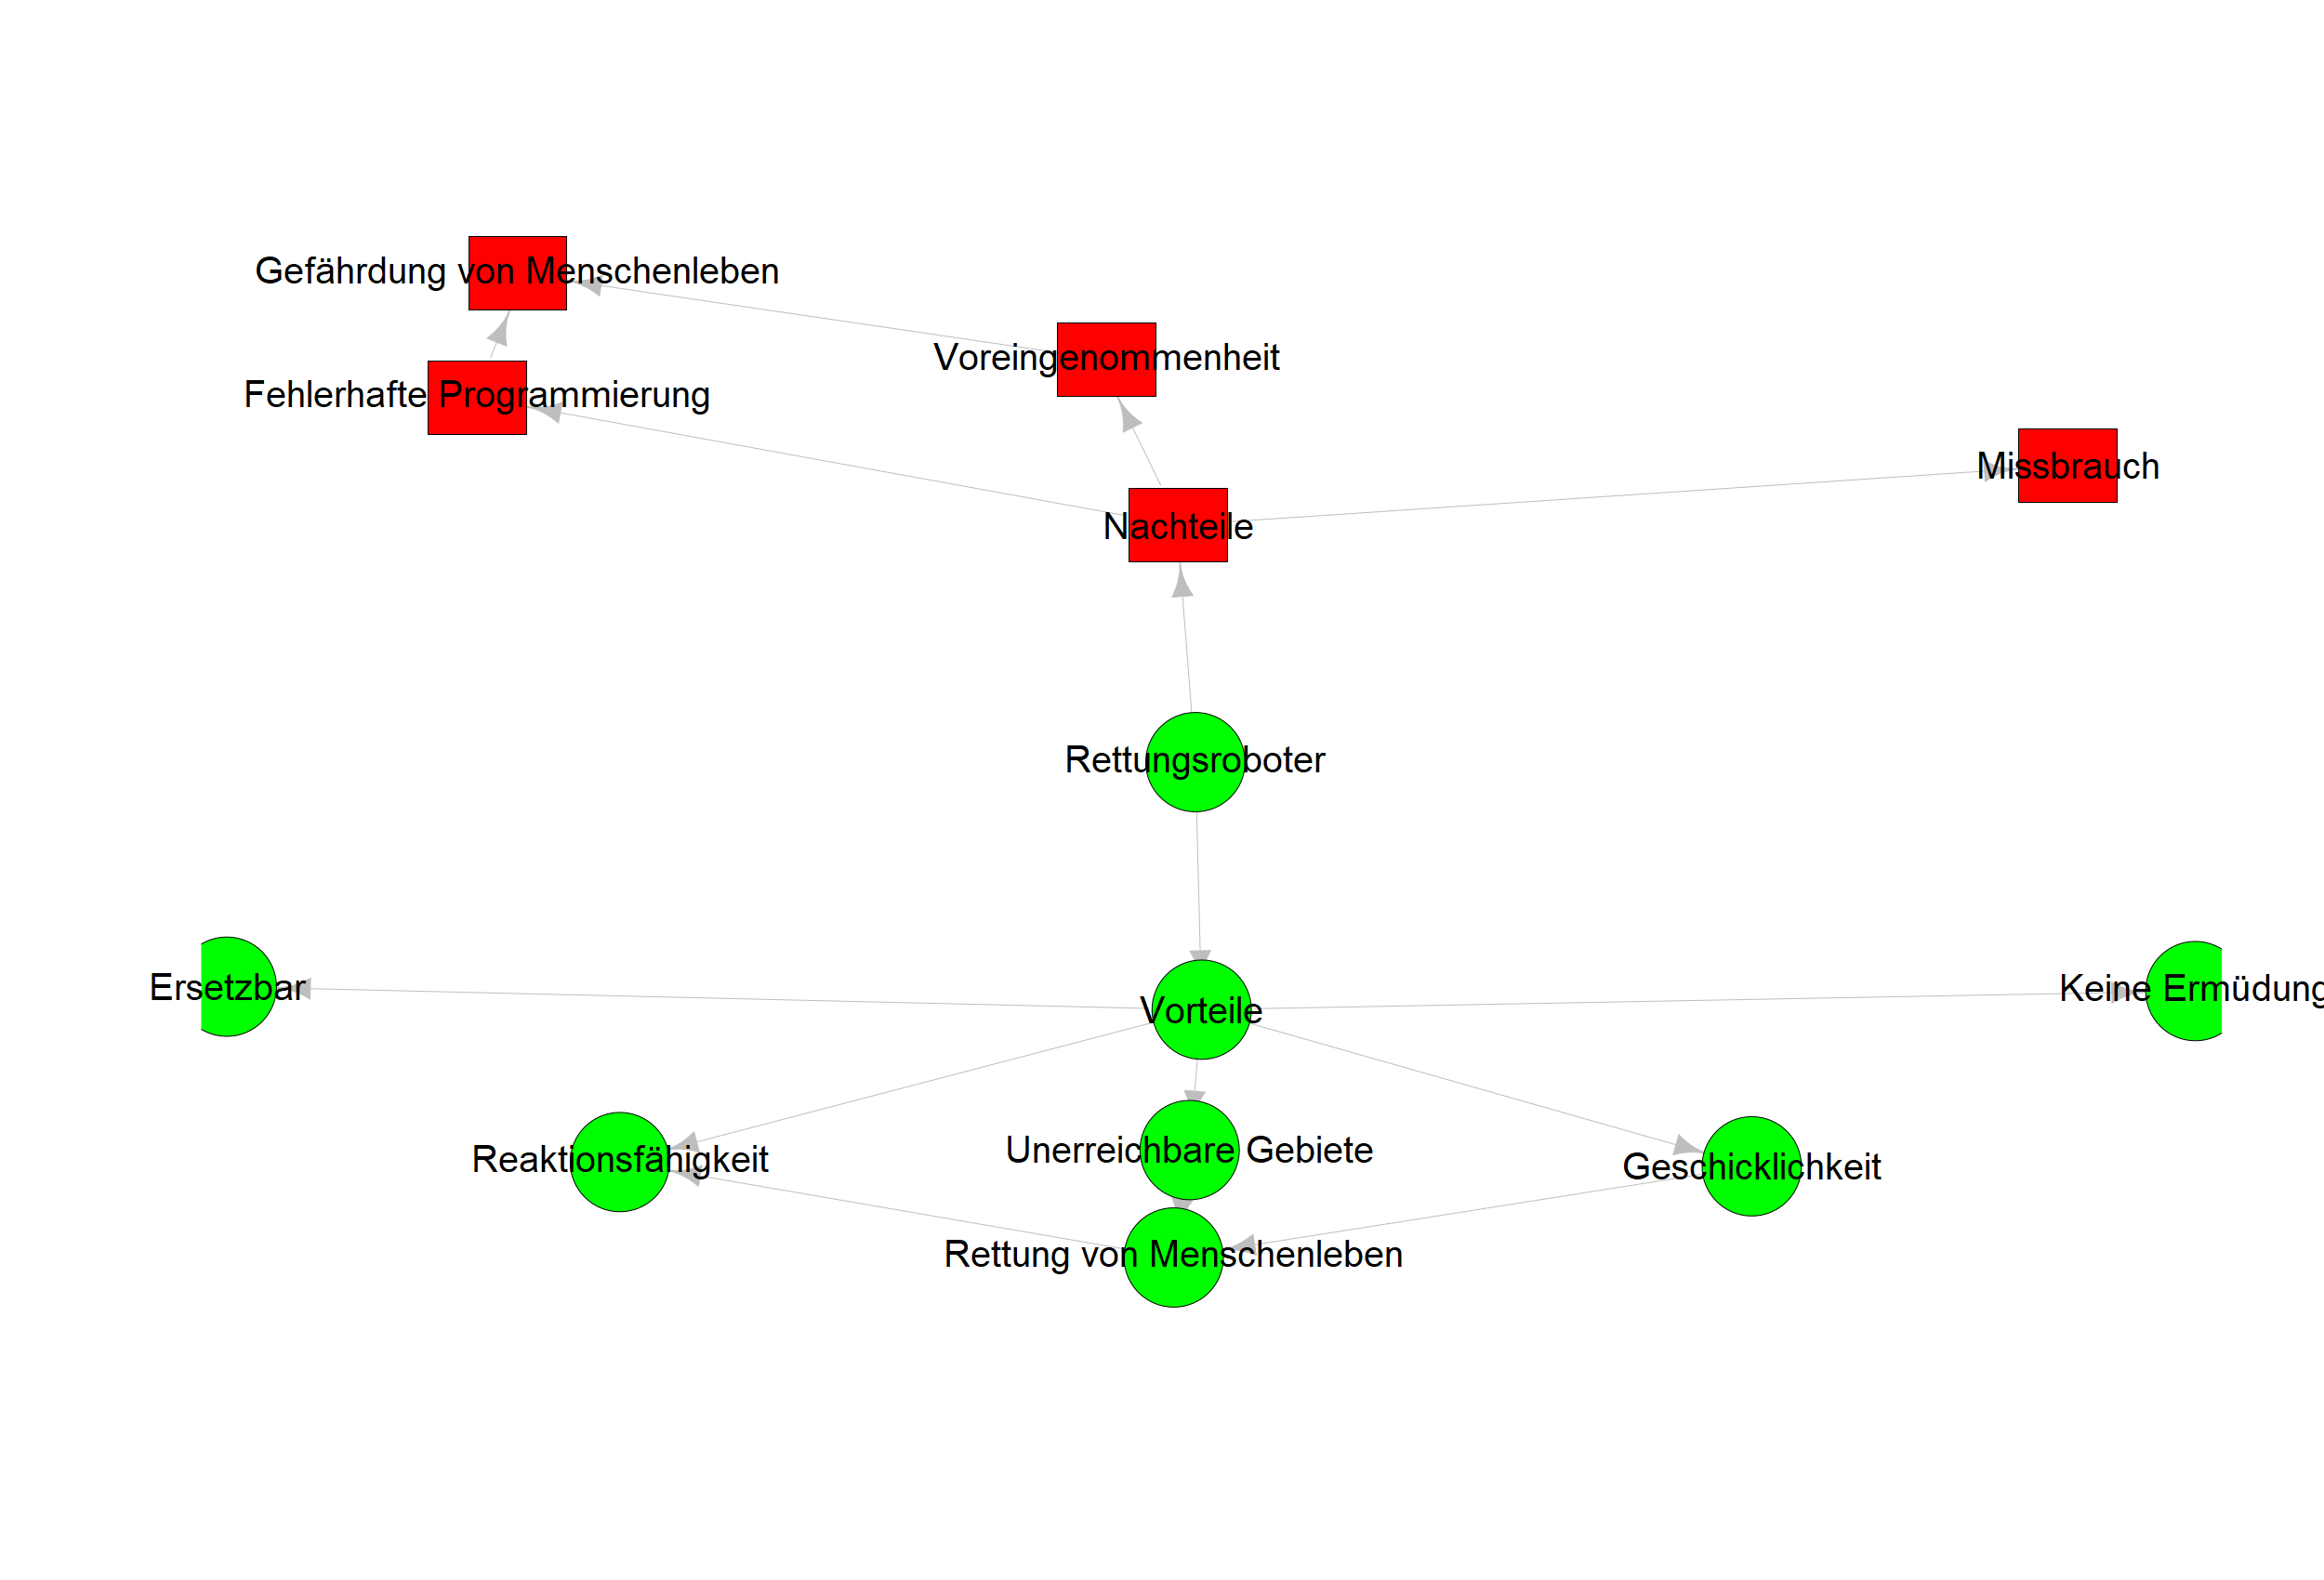 Gefährdung von Menschenleben
Voreingenommenheit
Fehlerhafte Programmierung
Missbrauch
Nachteile
Rettungsroboter
Ersetzbar
Keine Ermüdung
Vorteile
Reaktionsfähigkeit
Unerreichbare Gebiete
Geschicklichkeit
Rettung von Menschenleben